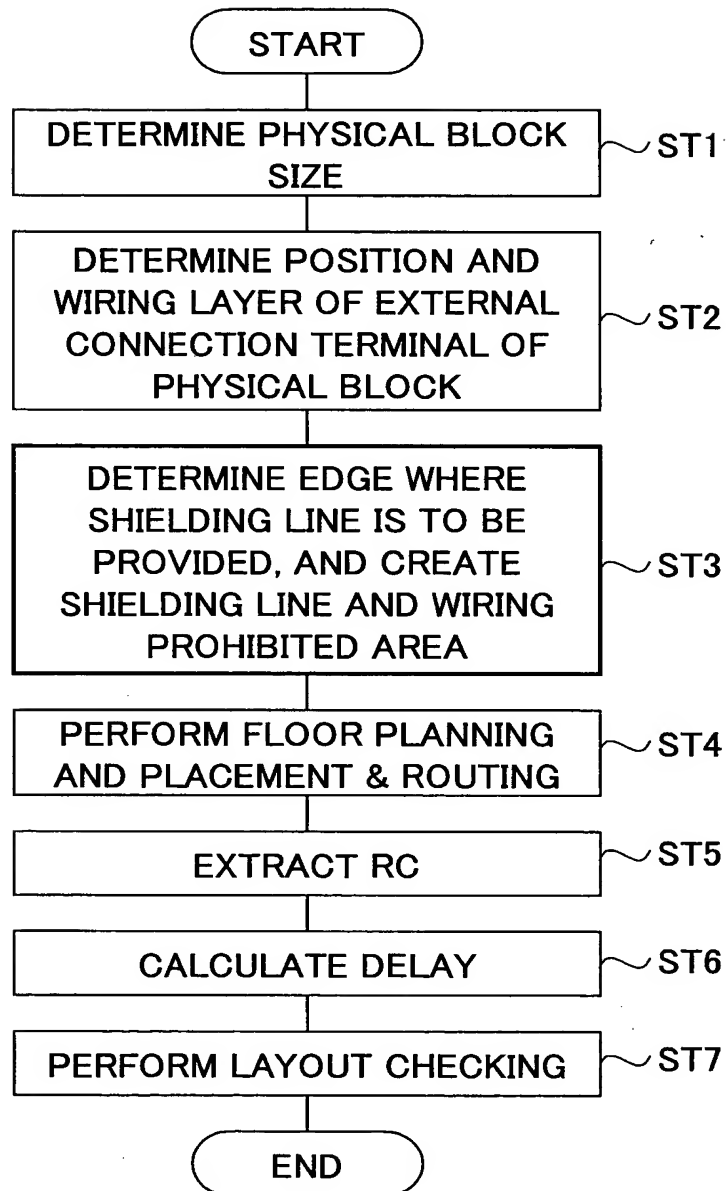 START
DETERMINE PHYSICAL BLOCK
SIZE
ST1
DETERMINE POSITION AND
WIRING LAYER OF EXTERNAL
CONNECTION TERMINAL OF
PHYSICAL BLOCK
ST2
DETERMINE EDGE WHERE
SHIELDING LINE IS TO BE
PROVIDED, AND CREATE
SHIELDING LINE AND WIRING
PROHIBITED AREA
ST3
PERFORM FLOOR PLANNING
AND PLACEMENT & ROUTING
ST4
EXTRACT RC
ST5
CALCULATE DELAY
ST6
PERFORM LAYOUT CHECKING
ST7
END